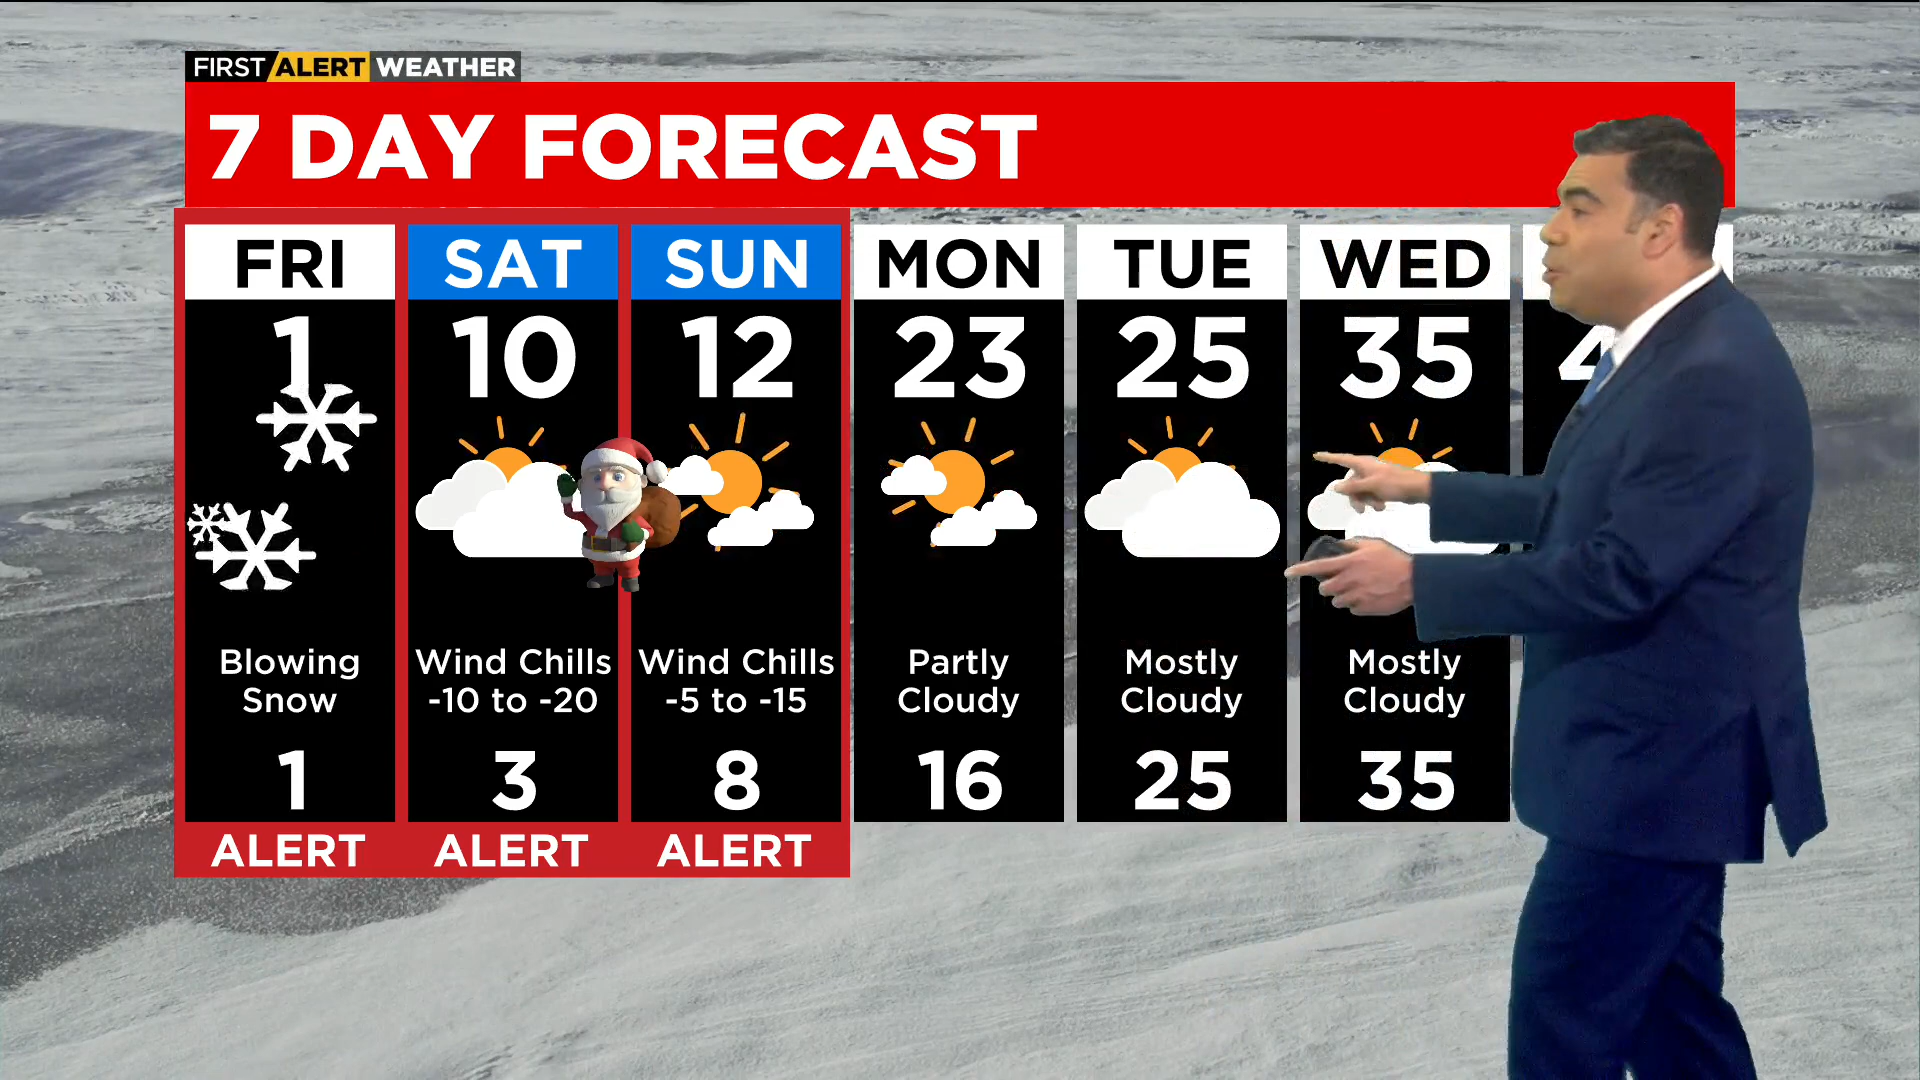 FIRST ALERT WEATHER
7 DAY FORECAST
FRI
1
Blowing
Snow
1
ALERT
SAT
10
Wind Chills
-10 to -20
3
ALERT
SUN
12
Wind Chills
-5 to -15
8
ALERT
MON
23
Partly
Cloudy
16
TUE
25
Mostly
Cloudy
25
WED
35
Mostly
Cloudy
35
4